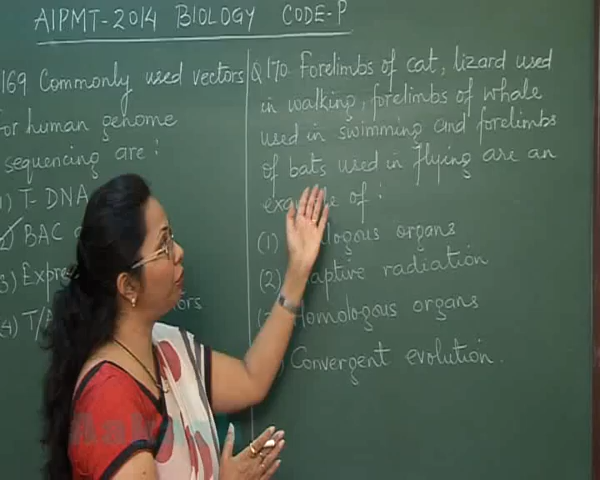 AIPMT-2014 BIOLOGY CODE-P
169 Commonly used vectors
For human genome
sequencing are :
1) T-DNA
2) BAC
3) Expre
(4) T/A
Q170. Forelimbs of cat, lizard used
in walking, forelimbs of whale
used in swimming and forelimbs
of bats used in flying are an
of :
(1) logous organs
(2) aptive radiation
Homologous organs
Convergent evolution.